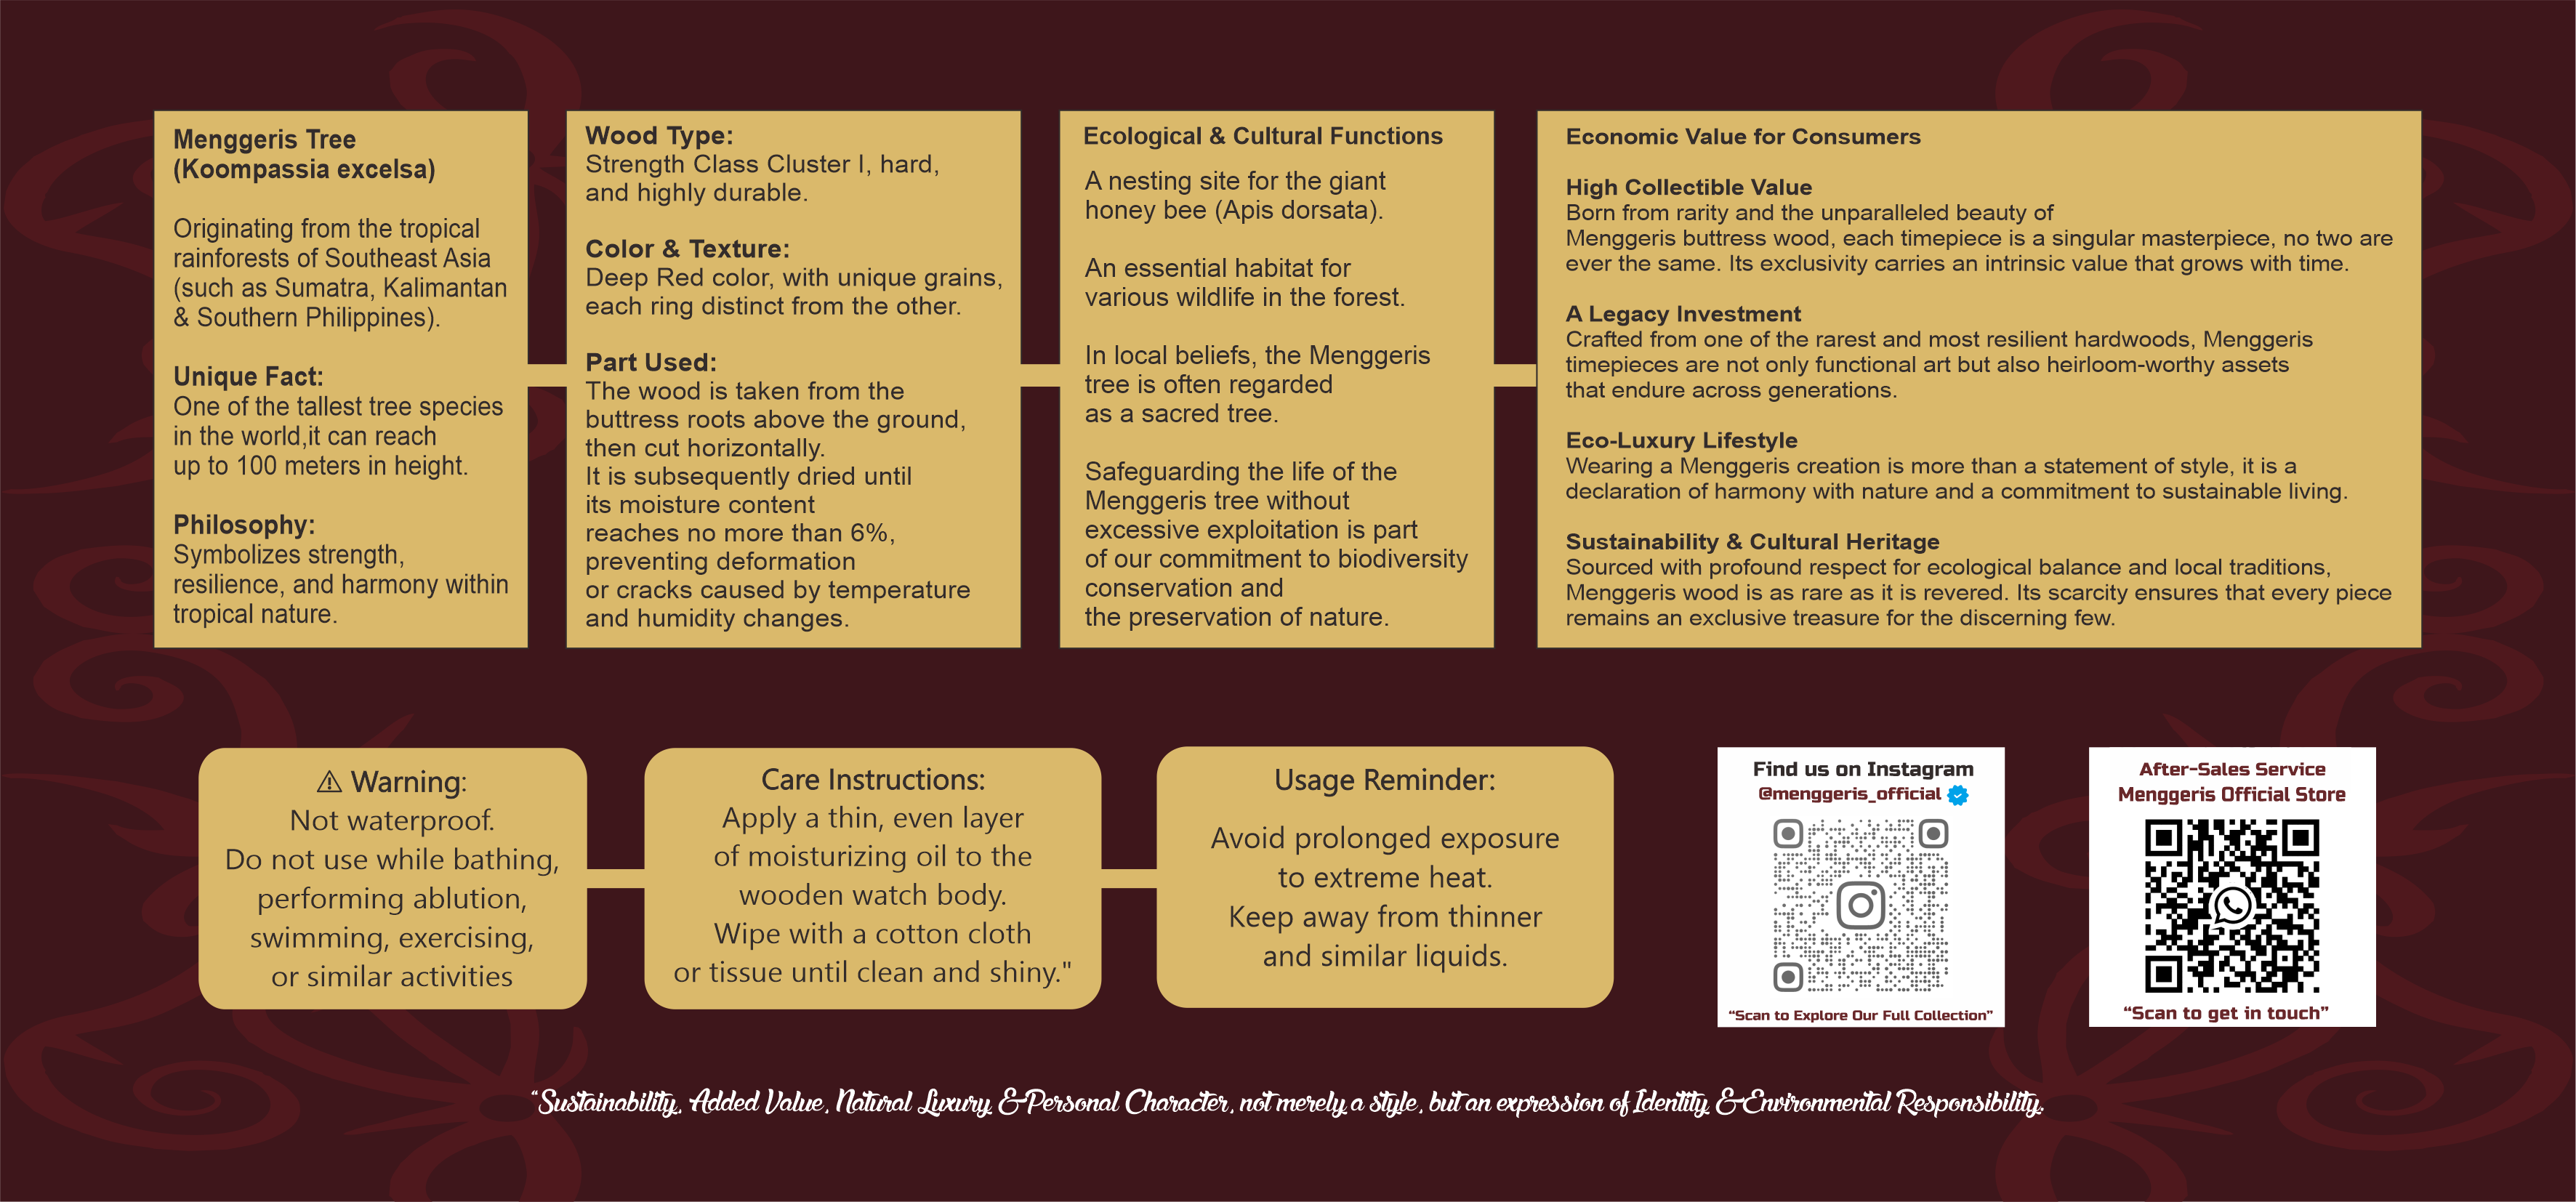 Menggeris Tree
(Koompassia excelsa)
Originating from the tropical
rainforests of Southeast Asia
(such as Sumatra, Kalimantan
& Southern Philippines).
Unique Fact:
One of the tallest tree species
in the world,it can reach
up to 100 meters in height.
Philosophy:
Symbolizes strength,
resilience, and harmony within
tropical nature.
Wood Type:
Strength Class Cluster I, hard,
and highly durable.
Color & Texture:
Deep Red color, with unique grains,
each ring distinct from the other.
Part Used:
The wood is taken from the
buttress roots above the ground,
then cut horizontally.
It is subsequently dried until
its moisture content
reaches no more than 6%,
preventing deformation
or cracks caused by temperature
and humidity changes.
Ecological & Cultural Functions
A nesting site for the giant
honey bee (Apis dorsata).
An essential habitat for
various wildlife in the forest.
In local beliefs, the Menggeris
tree is often regarded
as a sacred tree.
Safeguarding the life of the
Menggeris tree without
excessive exploitation is part
of our commitment to biodiversity
conservation and
the preservation of nature.
Economic Value for Consumers
High Collectible Value
Born from rarity and the unparalleled beauty of
Menggeris buttress wood, each timepiece is a singular masterpiece, no two are
ever the same. Its exclusivity carries an intrinsic value that grows with time.
A Legacy Investment
Crafted from one of the rarest and most resilient hardwoods, Menggeris
timepieces are not only functional art but also heirloom-worthy assets
that endure across generations.
Eco-Luxury Lifestyle
Wearing a Menggeris creation is more than a statement of style, it is a
declaration of harmony with nature and a commitment to sustainable living.
Sustainability & Cultural Heritage
Sourced with profound respect for ecological balance and local traditions,
Menggeris wood is as rare as it is revered. Its scarcity ensures that every piece
remains an exclusive treasure for the discerning few.
⚠ Warning:
Not waterproof.
Do not use while bathing,
performing ablution,
swimming, exercising,
or similar activities
Care Instructions:
Apply a thin, even layer
of moisturizing oil to the
wooden watch body.
Wipe with a cotton cloth
or tissue until clean and shiny."
Usage Reminder:
Avoid prolonged exposure
to extreme heat.
Keep away from thinner
and similar liquids.
Find us on Instagram
@menggeris_official
“Scan to Explore Our Full Collection”
After-Sales Service
Menggeris Official Store
“Scan to get in touch”
“Sustainability, Added Value, Natural Luxury, & Personal Character, not merely a style, but an expression of Identity & Environmental Responsibility.